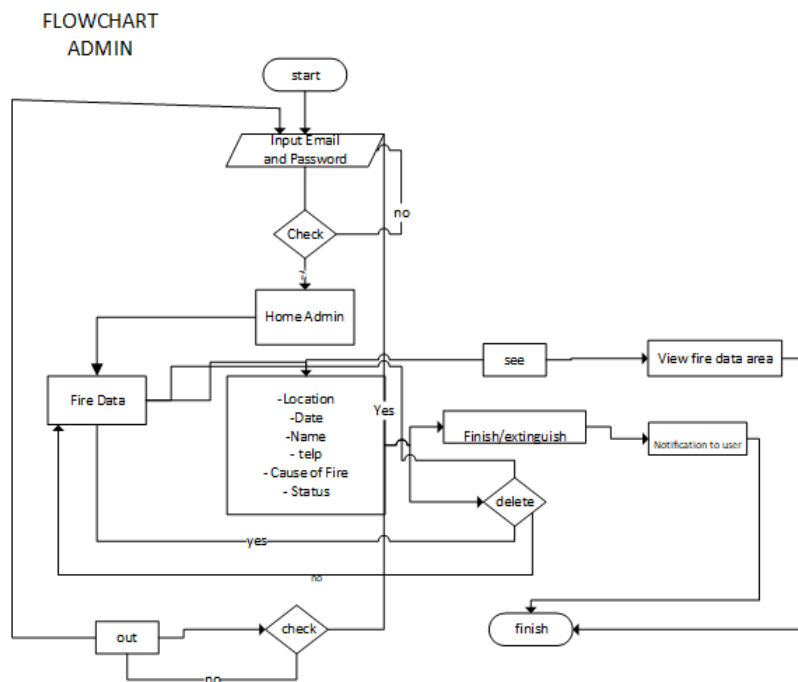 FLOWCHART
ADMIN
start
Input Email
and Password
no
Check
Home Admin
see
View fire data area
Fire Data
-Location
-Date
-Name
- telp
-Cause of Fire
- Status
Yes
Finish/extinguish
Notification to user
delete
yes
no
out
check
no
finish